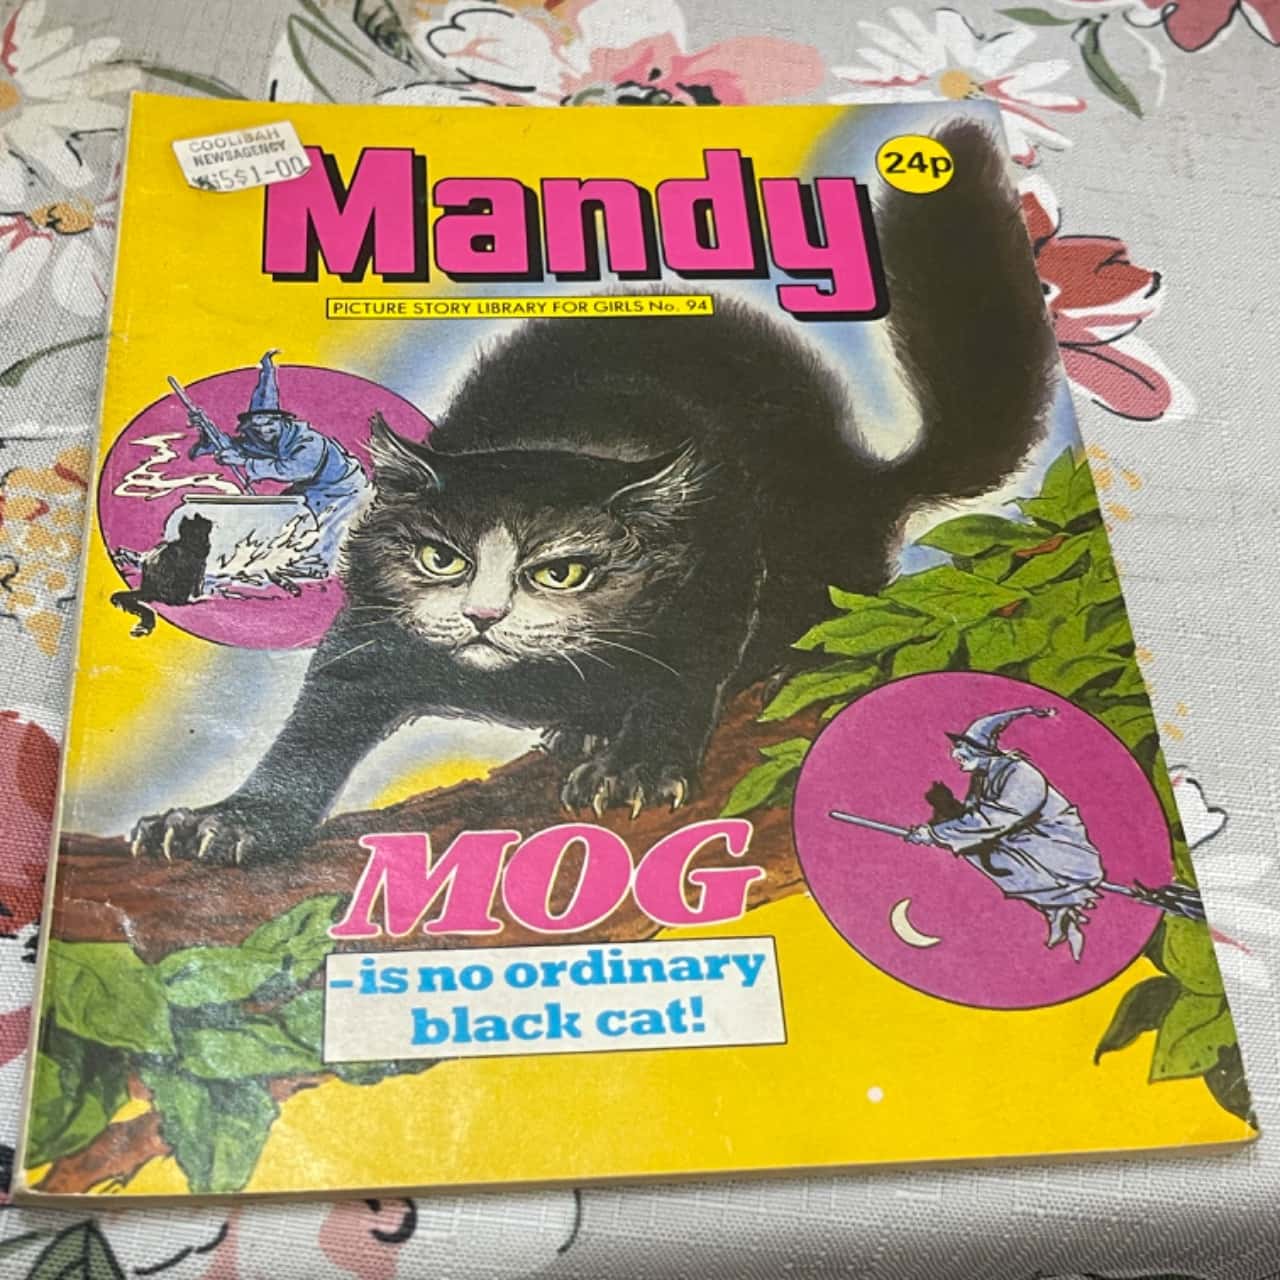 COOLIBAH
NEWSAGENCY
5$1-00
Mandy
24p
PICTURE STORY LIBRARY FOR GIRLS No. 94
MOG
-is no ordinary
black cat!